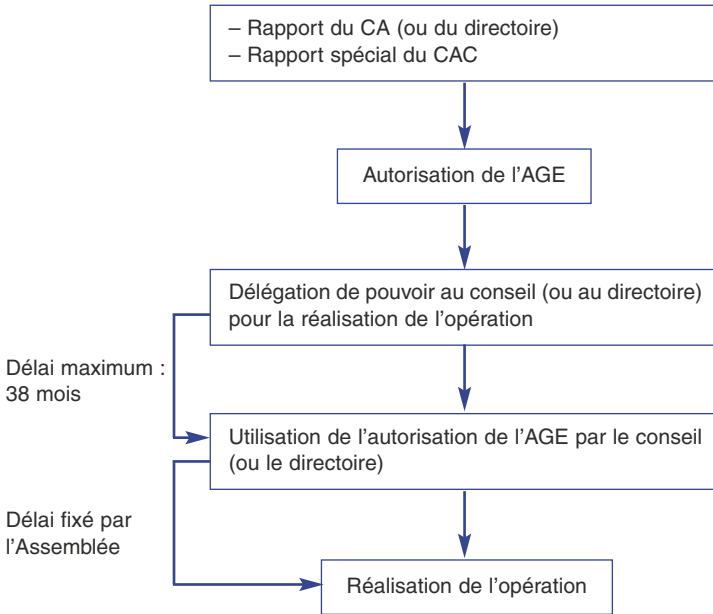 – Rapport du CA (ou du directoire)
– Rapport spécial du CAC
Autorisation de l’AGE
Délégation de pouvoir au conseil (ou au directoire)
pour la réalisation de l’opération
Délai maximum :
38 mois
Utilisation de l’autorisation de l’AGE par le conseil
(ou le directoire)
Délai fixé par
l’Assemblée
Réalisation de l’opération